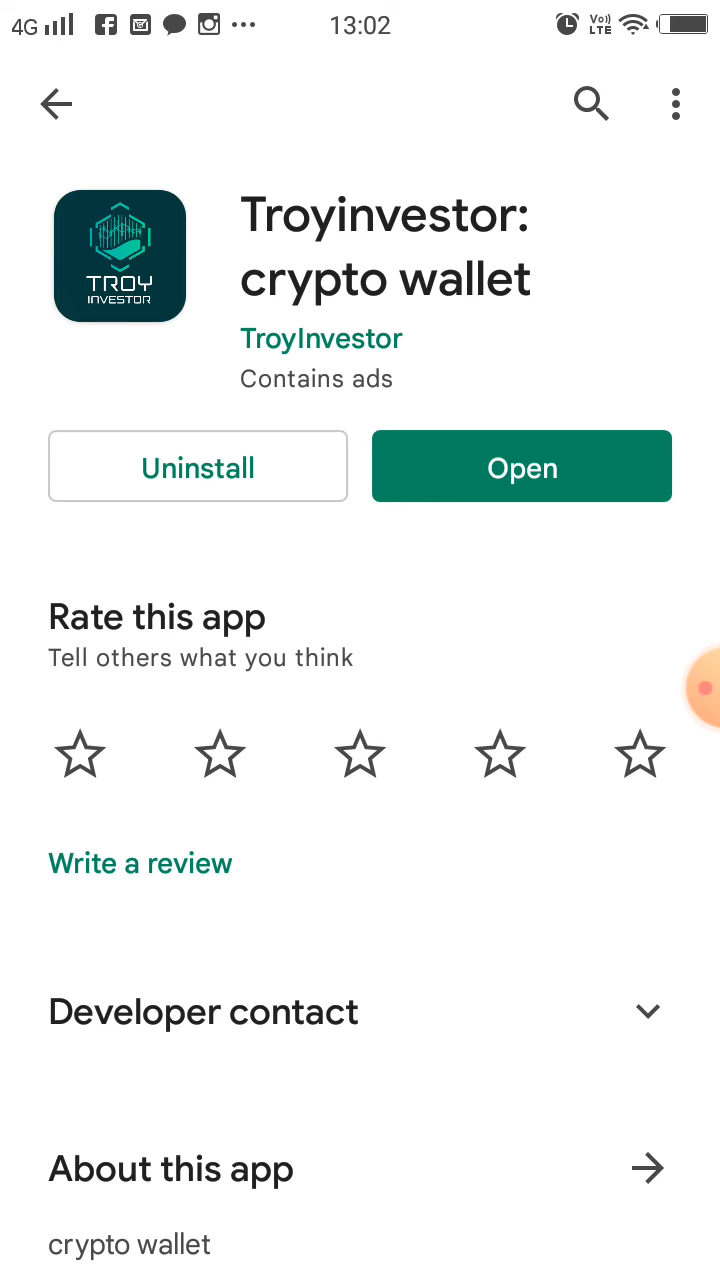 4G 13:02 Vo)) LTE
Troyinvestor:
crypto wallet
TROY
INVESTOR
TroyInvestor
Contains ads
Uninstall Open
Rate this app
Tell others what you think
Write a review
Developer contact
About this app
crypto wallet